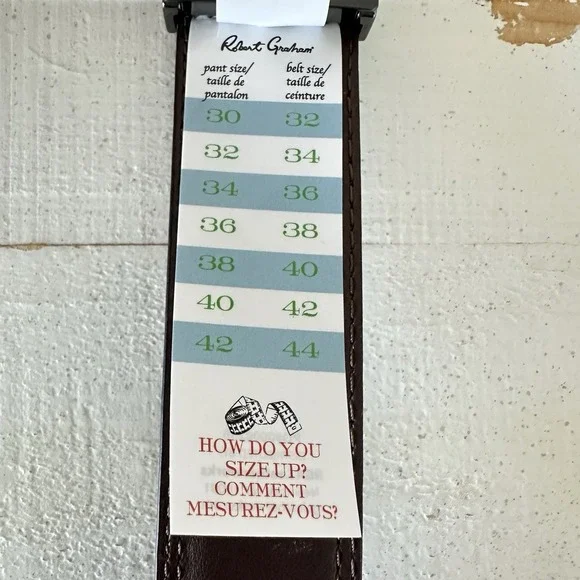 Robert Graham
pant size/ belt size/
taille de taille de
pantalon ceinture
30 32
32 34
34 36
36 38
38 40
40 42
42 44
HOW DO YOU
SIZE UP?
COMMENT
MESUREZ-VOUS?